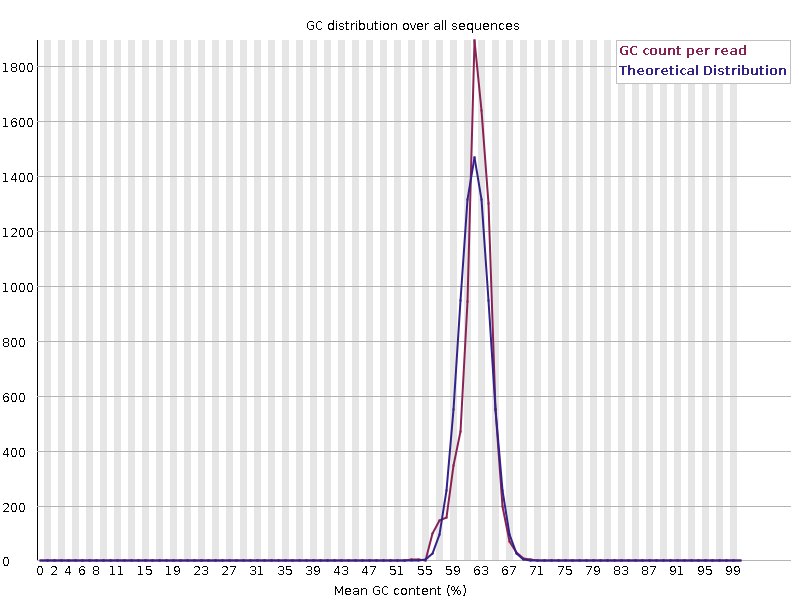 GC distribution over all sequences
GC count per read
Theoretical Distribution
1800
1600
1400
1200
1000
800
600
400
200
0
0 2 4 6 8 11 15 19 23 27 31 35 39 43 47 51 55 59 63 67 71 75 79 83 87 91 95 99
Mean GC content (%)